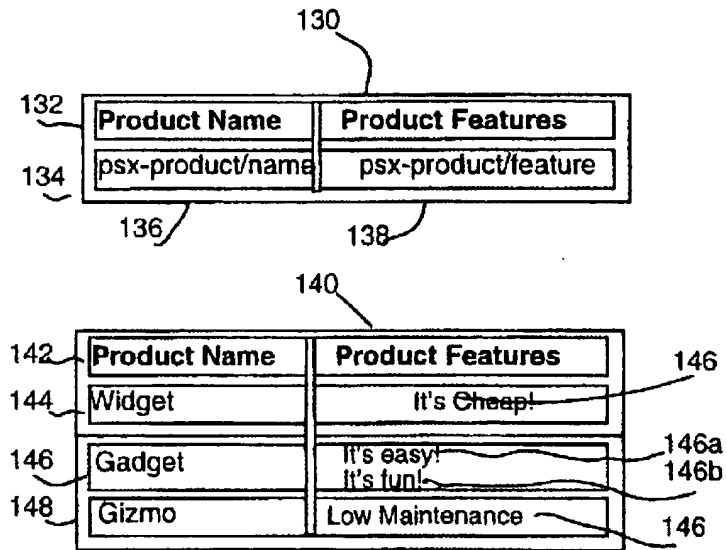 130
132
Product Name Product Features
134
psx-product/name psx-product/feature
136 138
140
142
Product Name Product Features
146
144
Widget It's Cheap!
146
Gadget It's easy!
146a
It's fun!
146b
148
Gizmo Low Maintenance
146